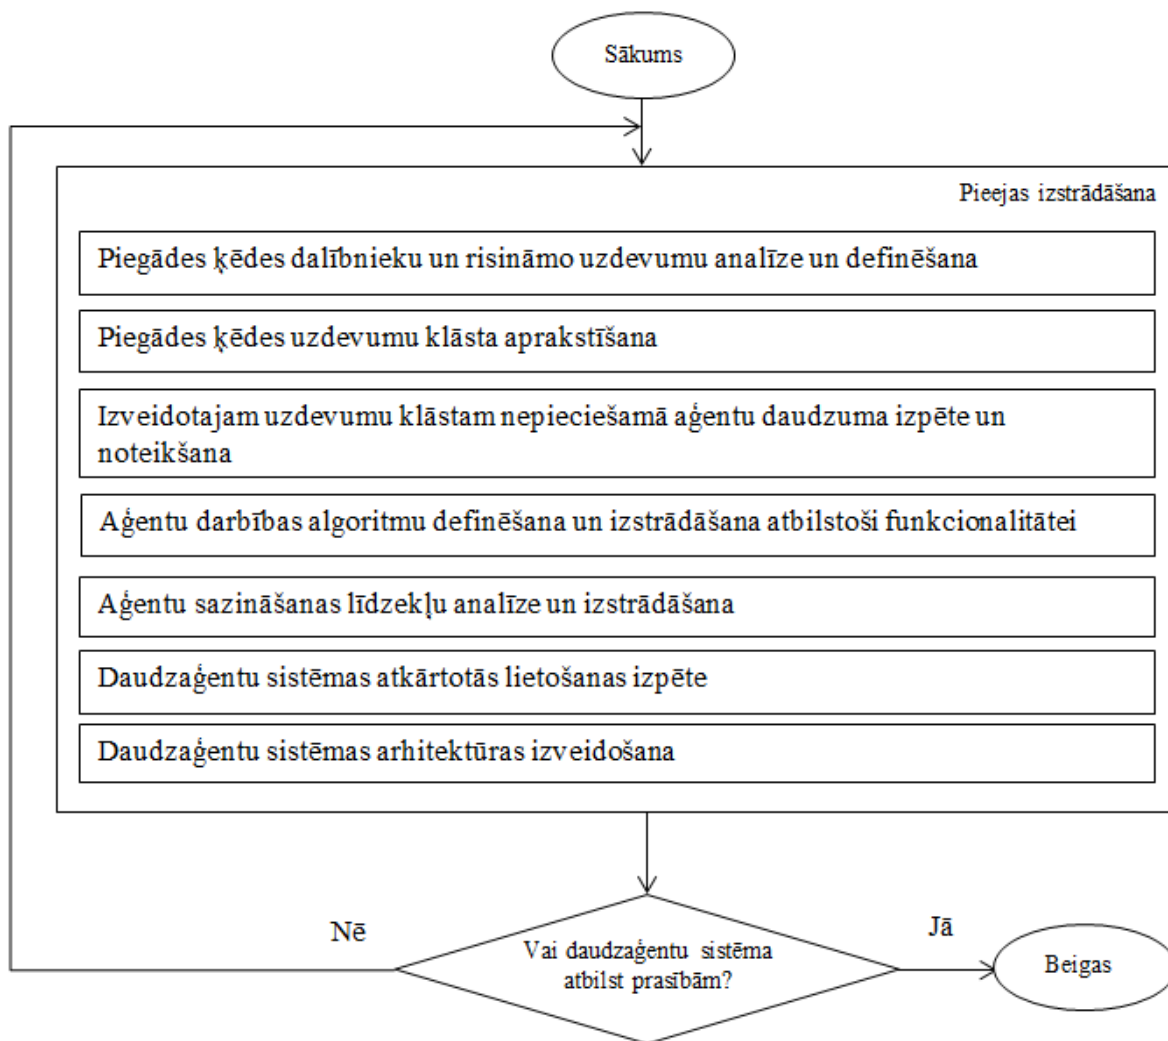 Sākums
Pieejas izstrādāšana
Piegādes ķēdes dalībnieku un risināmo uzdevumu analīze un definēšana
Piegādes ķēdes uzdevumu klāsta aprakstīšana
Izveidotajam uzdevumu klāstam nepieciešamā aģentu daudzuma izpēte un
noteikšana
Aģentu darbības algoritmu definēšana un izstrādāšana atbilstoši funkcionalitātei
Aģentu sazināšanas līdzekļu analīze un izstrādāšana
Daudzaģentu sistēmas atkārtotās lietošanas izpēte
Daudzaģentu sistēmas arhitektūras izveidošana
Nē
Vai daudzaģentu sistēma
atbilst prasībām?
Jā
Beigas